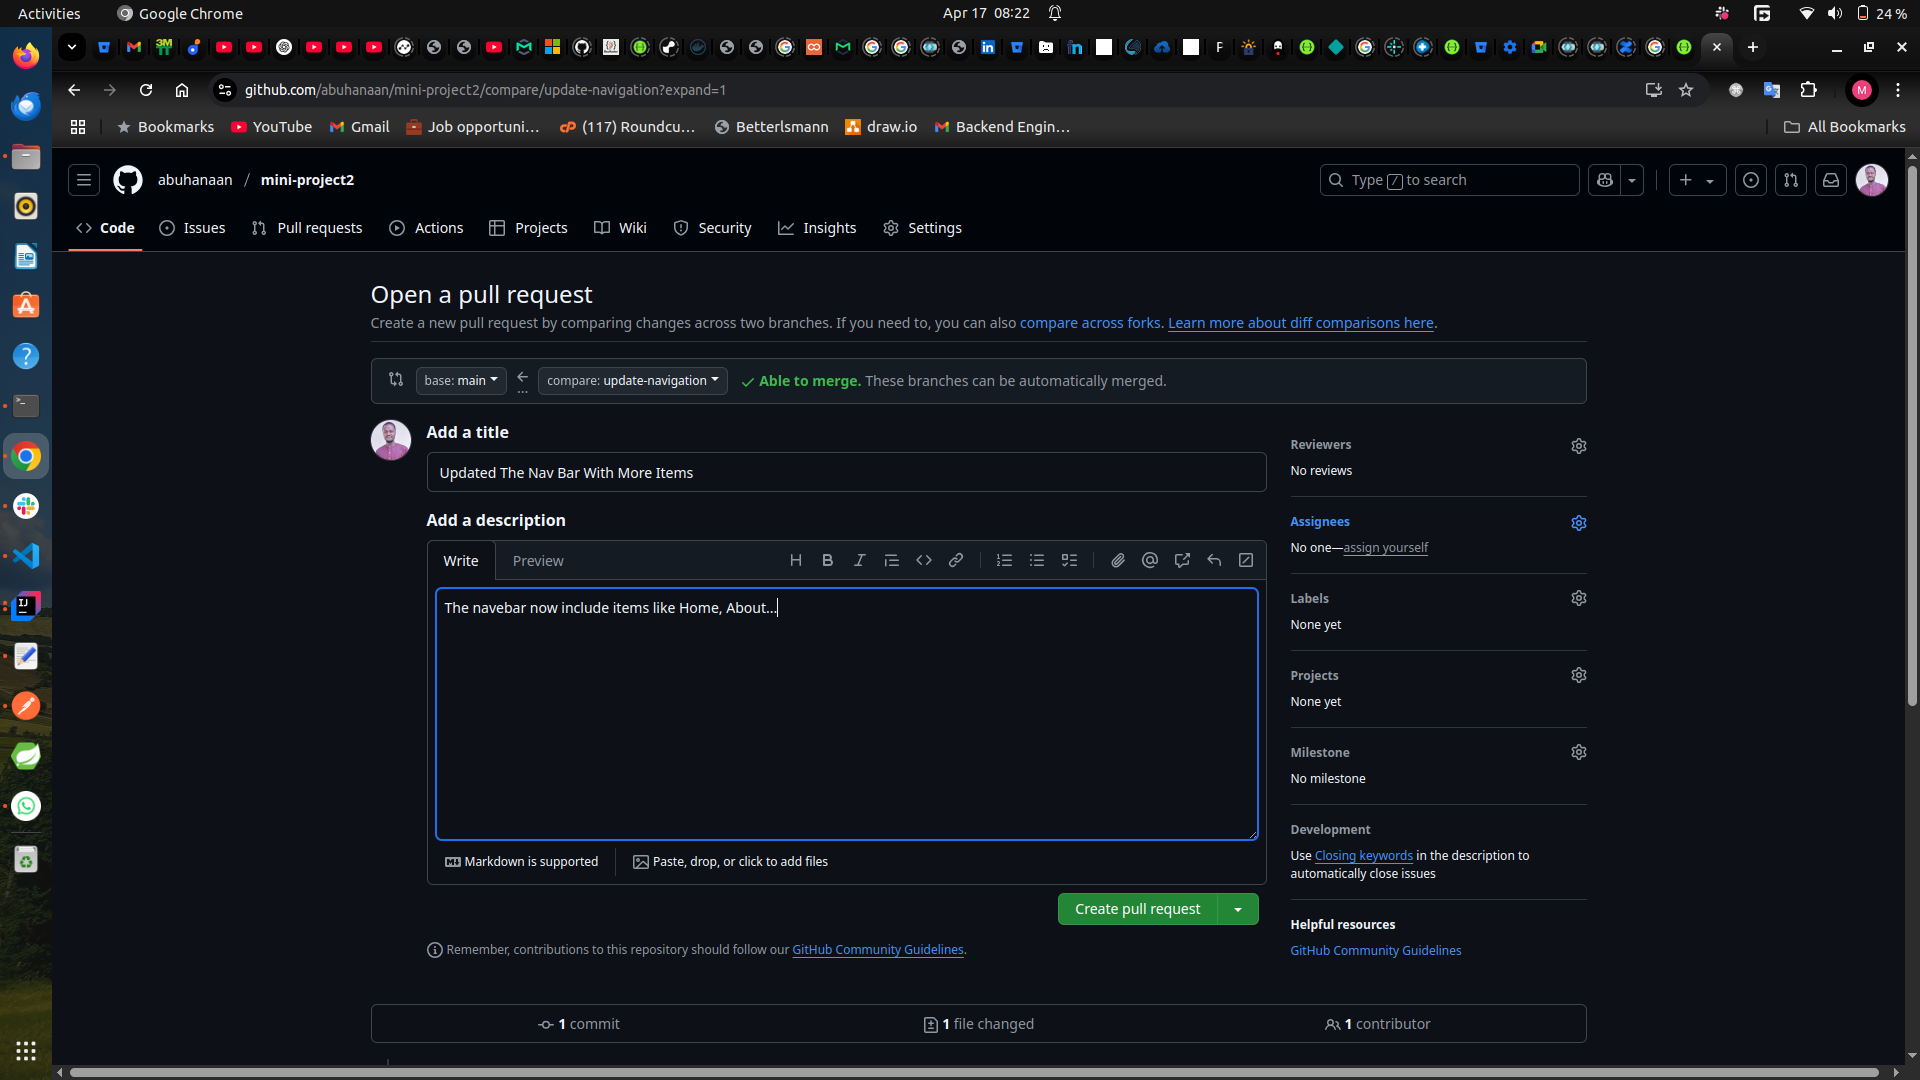 Activities
Google Chrome
Apr 17 08:22
24 %
github.com/abuhanaan/mini-project2/compare/update-navigation?expand=1
M
Bookmarks
YouTube
Gmail
Job opportuni...
(117) Roundcu...
Betterlsmann
draw.io
Backend Engin...
All Bookmarks
abuhanaan / mini-project2
Type / to search
Code
Issues
Pull requests
Actions
Projects
Wiki
Security
Insights
Settings
Open a pull request
Create a new pull request by comparing changes across two branches. If you need to, you can also compare across forks. Learn more about diff comparisons here.
base: main
...
compare: update-navigation
Able to merge. These branches can be automatically merged.
Add a title
Updated The Nav Bar With More Items
Add a description
Write
Preview
The navebar now include items like Home, About...
Markdown is supported
Paste, drop, or click to add files
Create pull request
Remember, contributions to this repository should follow our GitHub Community Guidelines.
Reviewers
No reviews
Assignees
No one—assign yourself
Labels
None yet
Projects
None yet
Milestone
No milestone
Development
Use Closing keywords in the description to
automatically close issues
Helpful resources
GitHub Community Guidelines
1 commit
1 file changed
1 contributor